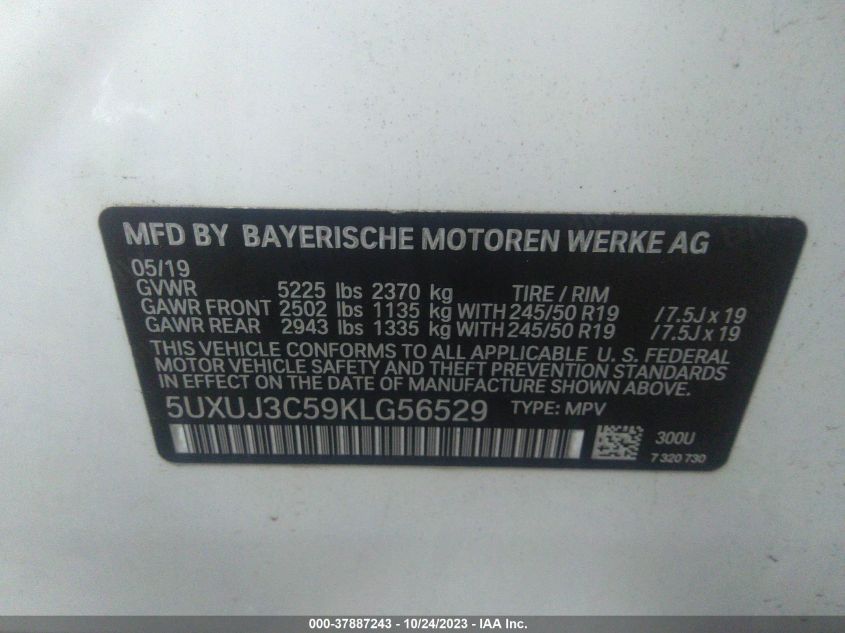 MFD BY BAYERISCHE MOTOREN WERKE AG
05/19
GVWR 5225 lbs 2370 kg TIRE / RIM
GAWR FRONT 2502 lbs 1135 kg WITH 245/50 R19 / 7.5J x 19
GAWR REAR 2943 lbs 1335 kg WITH 245/50 R19 / 7.5J x 19
THIS VEHICLE CONFORMS TO ALL APPLICABLE U. S. FEDERAL
MOTOR VEHICLE SAFETY AND THEFT PREVENTION STANDARDS
IN EFFECT ON THE DATE OF MANUFACTURE SHOWN ABOVE.
5UXUJ3C59KLG56529 TYPE: MPV
300U
7 320 730
000-37887243 - 10/24/2023 - IAA Inc.